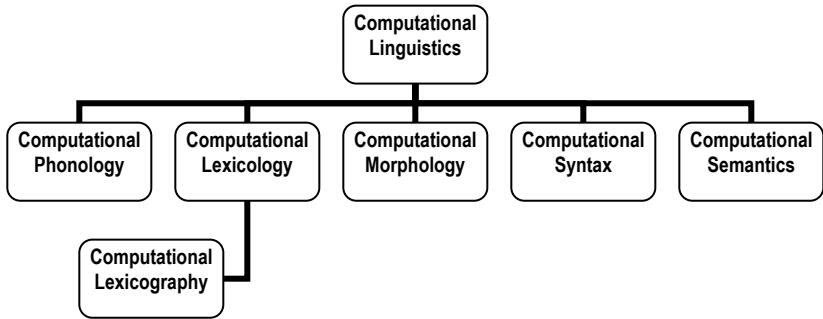 Computational
Linguistics
Computational
Phonology
Computational
Lexicology
Computational
Morphology
Computational
Syntax
Computational
Semantics
Computational
Lexicography